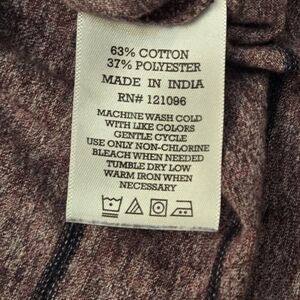 63% COTTON
37% POLYESTER
MADE IN INDIA
RN# 121096
MACHINE WASH COLD
WITH LIKE COLORS
GENTLE CYCLE
USE ONLY NON-CHLORINE
BLEACH WHEN NEEDED
TUMBLE DRY LOW
WARM IRON WHEN
NECESSARY